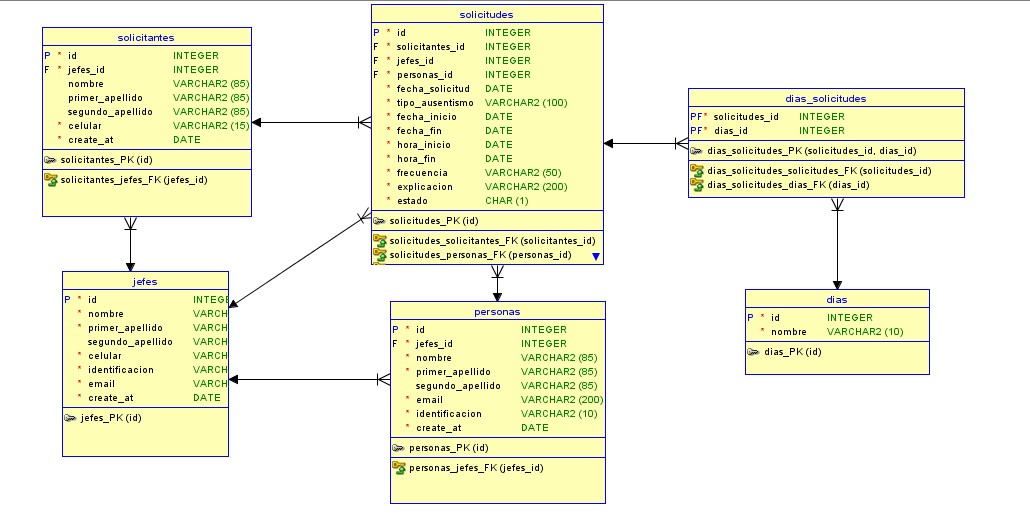 solicitantes
P * id INTEGER
F * jefes_id INTEGER
nombre VARCHAR2 (85)
primer_apellido VARCHAR2 (85)
segundo_apellido VARCHAR2 (85)
* celular VARCHAR2 (15)
* create_at DATE
solicitantes_PK (id)
solicitantes_jefes_FK (jefes_id)
solicitudes
P * id INTEGER
F * solicitantes_id INTEGER
F * jefes_id INTEGER
F * personas_id INTEGER
* fecha_solicitud DATE
* tipo_ausentismo VARCHAR2 (100)
* fecha_inicio DATE
* fecha_fin DATE
* hora_inicio DATE
* hora_fin DATE
* frecuencia VARCHAR2 (50)
* explicacion VARCHAR2 (200)
* estado CHAR (1)
solicitudes_PK (id)
solicitudes_solicitantes_FK (solicitantes_id)
solicitudes_personas_FK (personas_id)
dias_solicitudes
PF* solicitudes_id INTEGER
PF* dias_id INTEGER
dias_solicitudes_PK (solicitudes_id, dias_id)
dias_solicitudes_solicitudes_FK (solicitudes_id)
dias_solicitudes_dias_FK (dias_id)
jefes
P * id INTEGE
* nombre VARCH
* primer_apellido VARCH
segundo_apellido VARCH
* celular VARCH
* identificacion VARCH
* email VARCH
* create_at DATE
jefes_PK (id)
personas
P * id INTEGER
F * jefes_id INTEGER
* nombre VARCHAR2 (85)
* primer_apellido VARCHAR2 (85)
segundo_apellido VARCHAR2 (85)
* email VARCHAR2 (200)
* identificacion VARCHAR2 (10)
* create_at DATE
personas_PK (id)
personas_jefes_FK (jefes_id)
dias
P * id INTEGER
* nombre VARCHAR2 (10)
dias_PK (id)